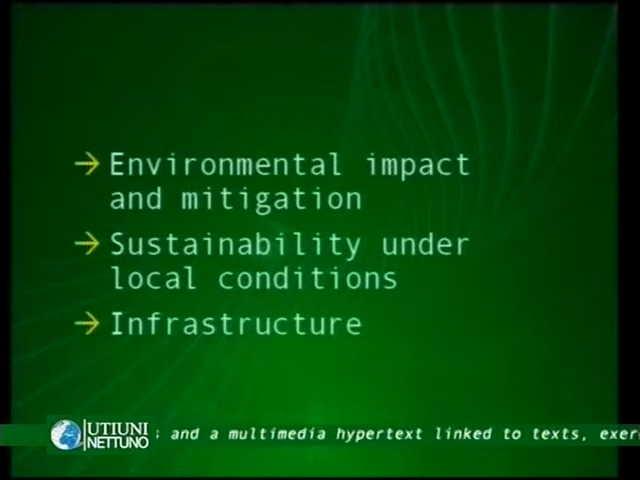 → Environmental impact
and mitigation
→ Sustainability under
local conditions
→ Infrastructure
UTIUNI
NETTUNO
s and a multimedia hypertext linked to texts, exer